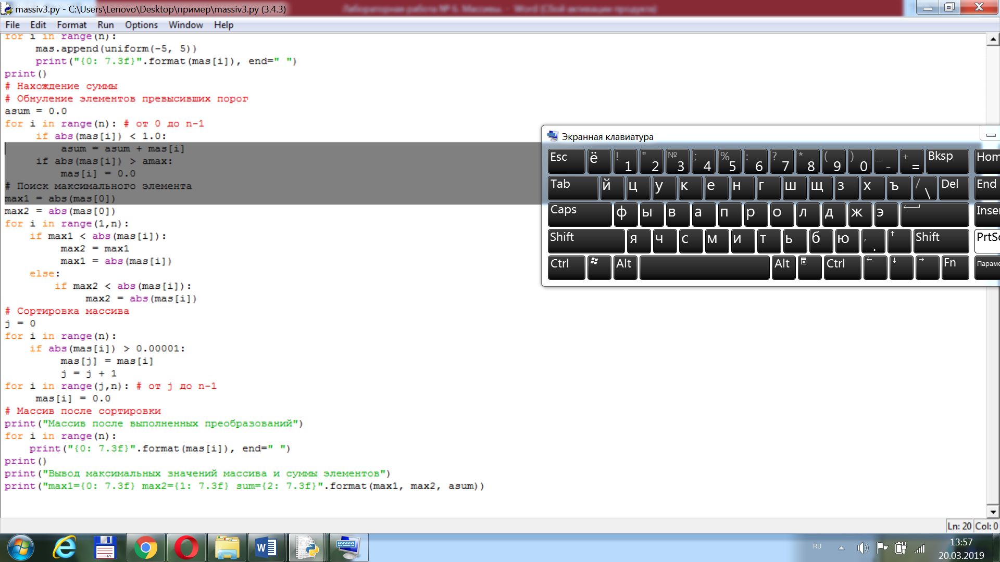 massiv3.py - C:\Users\Lenovo\Desktop\пример\massiv3.py (3.4.3)
Лабораторная работа № 6. Массивы. - Word (Сбой активации продукта)
File Edit Format Run Options Window Help
for i in range(n):
     mas.append(uniform(-5, 5))
     print("{0: 7.3f}".format(mas[i]), end=" ")
print()
# Нахождение суммы
# Обнуление элементов превысивших порог
asum = 0.0
for i in range(n): # от 0 до n-1
     if abs(mas[i]) < 1.0:
         asum = asum + mas[i]
     if abs(mas[i]) > amax:
         mas[i] = 0.0
# Поиск максимального элемента
max1 = abs(mas[0])
max2 = abs(mas[0])
for i in range(1,n):
    if max1 < abs(mas[i]):
         max2 = max1
         max1 = abs(mas[i])
    else:
        if max2 < abs(mas[i]):
             max2 = abs(mas[i])
# Сортировка массива
j = 0
for i in range(n):
    if abs(mas[i]) > 0.00001:
         mas[j] = mas[i]
         j = j + 1
for i in range(j,n): # от j до n-1
     mas[i] = 0.0
# Массив после сортировки
print("Массив после выполненных преобразований")
for i in range(n):
    print("{0: 7.3f}".format(mas[i]), end=" ")
print()
print("Вывод максимальных значений массива и суммы элементов")
print("max1={0: 7.3f} max2={1: 7.3f} sum={2: 7.3f}".format(max1, max2, asum))
Экранная клавиатура
Esc ё ! 1 " 2 № 3 ; 4 % 5 : 6 ? 7 * 8 ( 9 ) 0 _ - + = Bksp Hom
Tab й ц у к е н г ш щ з х ъ / \ Del End
Caps ф ы в а п р о л д ж э Inser
Shift я ч с м и т ь б ю , . ↑ Shift PrtSc
Ctrl Alt Alt Ctrl ← ↓ → Fn Параме
Ln: 20 Col: 0
64
W
RU
13:57
20.03.2019